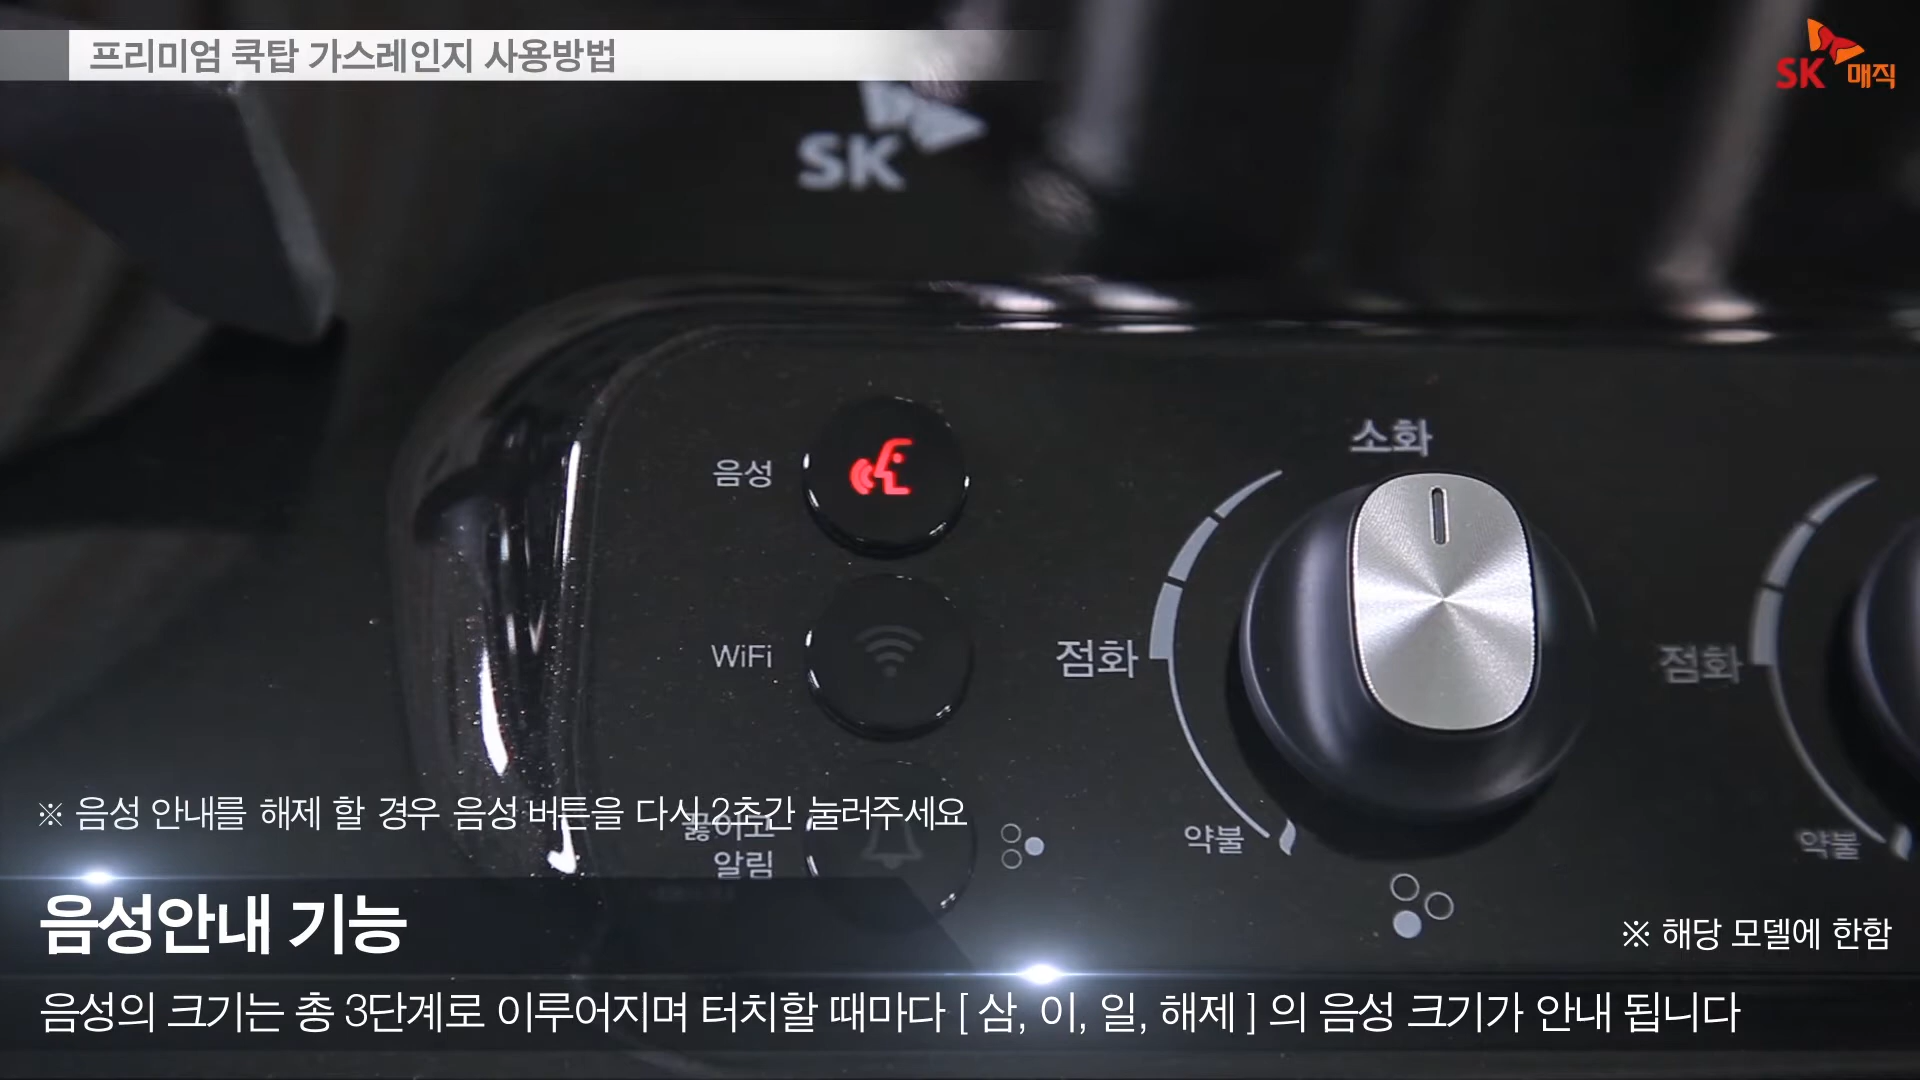 프리미엄 쿡탑 가스레인지 사용방법
SK 매직
SK
소화
음성
WiFi
점화
점화
※ 음성 안내를 해제 할 경우 음성 버튼을 다시 2초간 눌러주세요
끓이고
알림
약불
약불
음성안내 기능
※ 해당 모델에 한함
음성의 크기는 총 3단계로 이루어지며 터치할 때마다 [ 삼, 이, 일, 해제 ] 의 음성 크기가 안내 됩니다